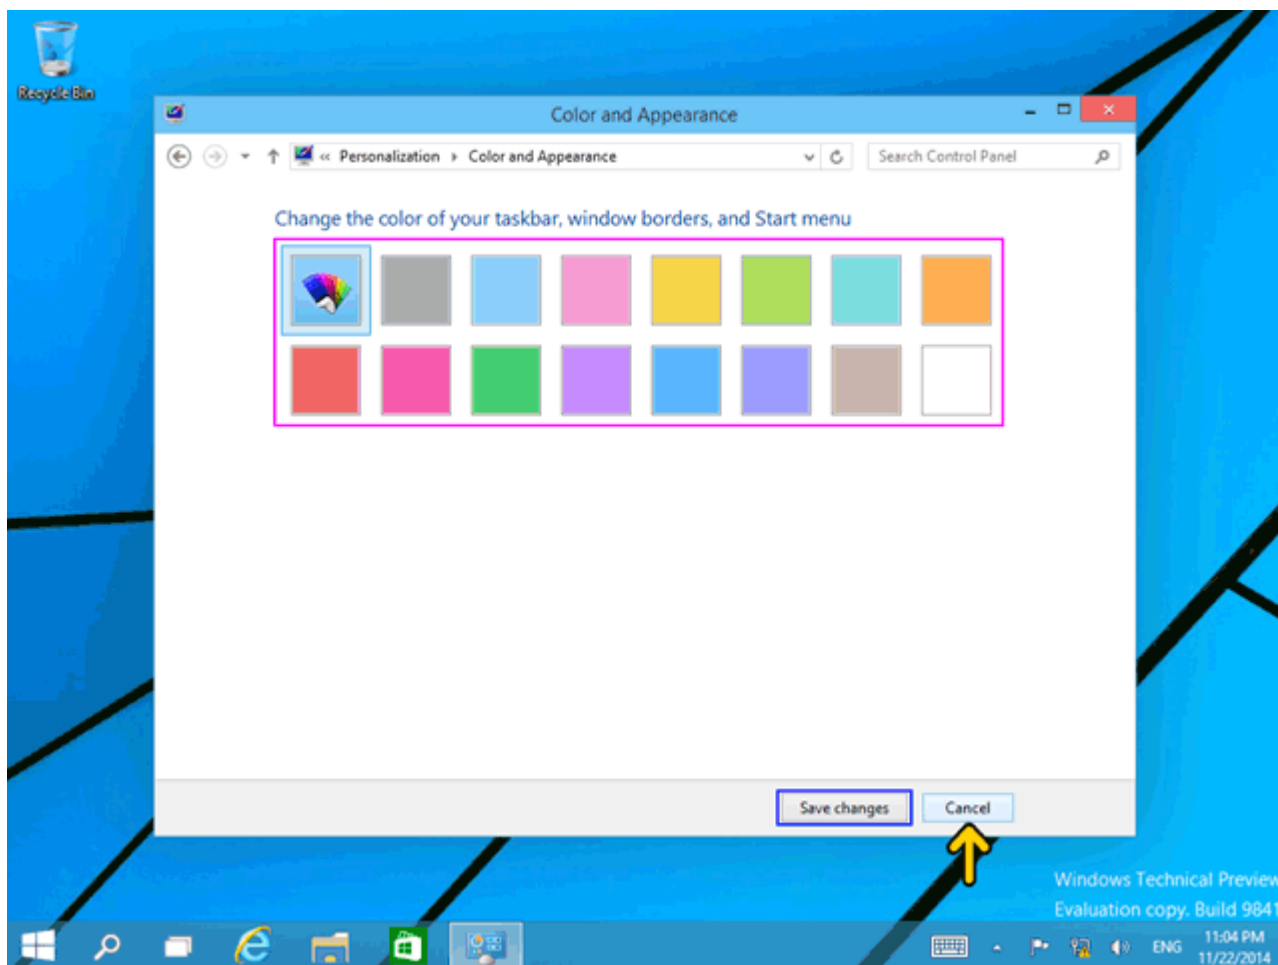 Recycle Bin
Color and Appearance
« Personalization Color and Appearance
Search Control Panel
Change the color of your taskbar, window borders, and Start menu
Save changes
Cancel
Windows Technical Preview
Evaluation copy. Build 9841
ENG
11:04 PM
11/22/2014